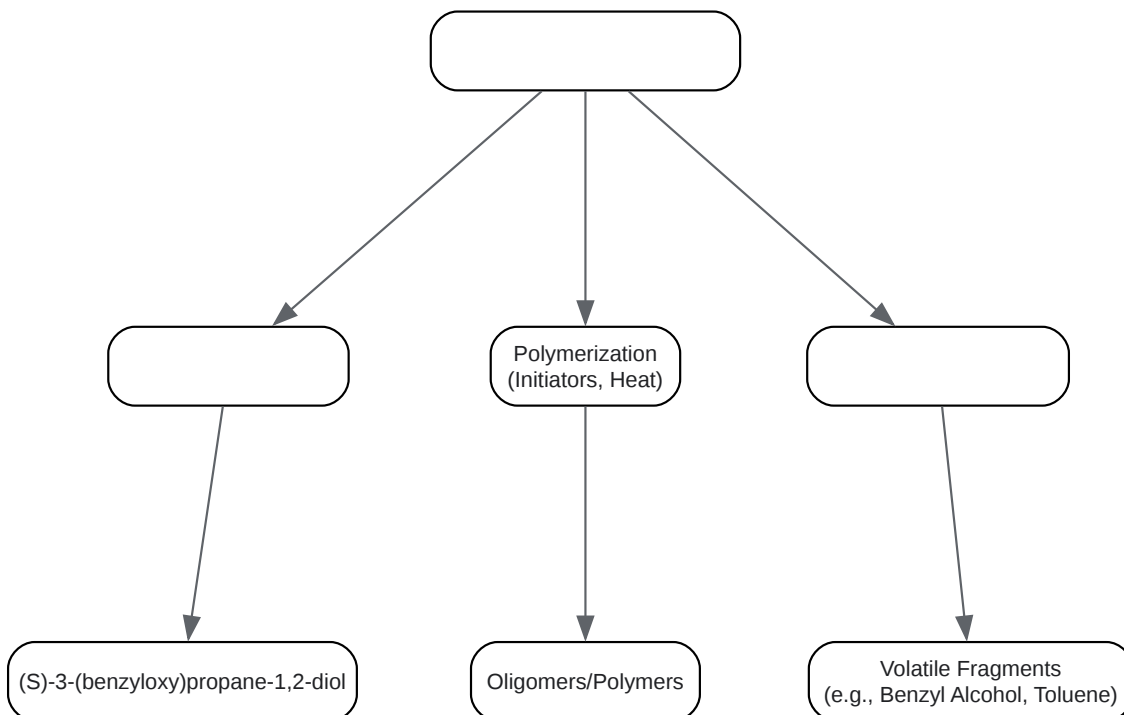 Polymerization
(Initiators, Heat)
(S)-3-(benzyloxy)propane-1,2-diol
Oligomers/Polymers
Volatile Fragments
(e.g., Benzyl Alcohol, Toluene)